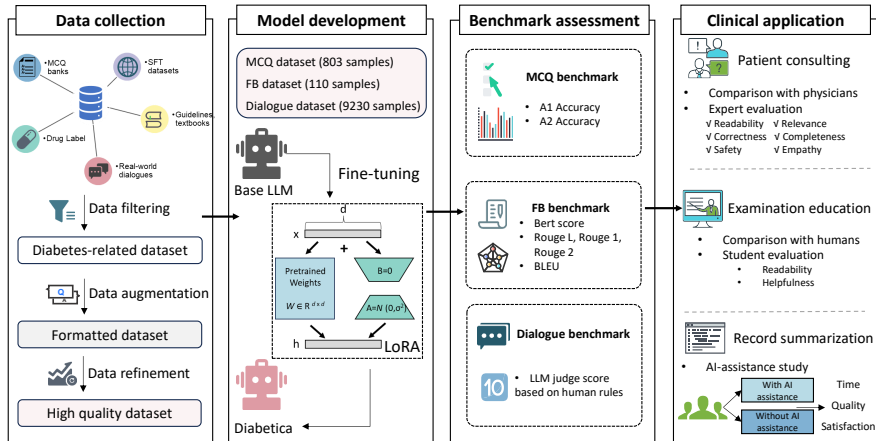 Data collection
•MCQ
banks
•SFT
datasets
•Guidelines,
textbooks
•Drug Label
•Real-world
dialogues
Data filtering
Diabetes-related dataset
Q
A
Data augmentation
Formatted dataset
Data refinement
High quality dataset
Model development
MCQ dataset (803 samples)
FB dataset (110 samples)
Dialogue dataset (9230 samples)
Base LLM
Fine-tuning
d
x
+
Pretrained
Weights
W ∈ R d x d
B=0
A=N (0,σ²)
h
LoRA
Diabetica
Benchmark assessment
MCQ benchmark
• A1 Accuracy
• A2 Accuracy
FB benchmark
• Bert score
• Rouge L, Rouge 1,
Rouge 2
• BLEU
Dialogue benchmark
10
• LLM judge score
based on human rules
Clinical application
!
?
Patient consulting
• Comparison with physicians
• Expert evaluation
√ Readability √ Relevance
√ Correctness √ Completeness
√ Safety √ Empathy
Examination education
• Comparison with humans
• Student evaluation
• Readability
• Helpfulness
Record summarization
• AI-assistance study
With AI
assistance
Without AI
assistance
Time
Quality
Satisfaction